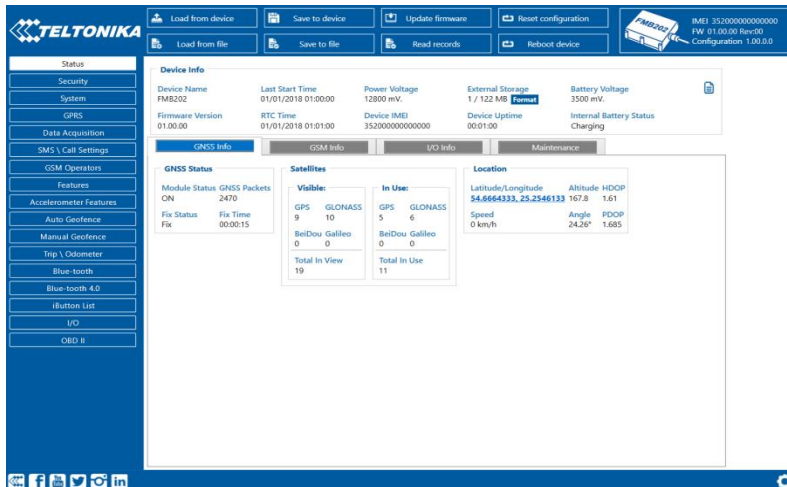 TELTONIKA
Load from device
Save to device
Update firmware
Reset configuration
Load from file
Save to file
Read records
Reboot device
FMB202
IMEI 352000000000000
FW 01.00.00 Rev:00
Configuration 1.00.0.0
Status
Security
System
GPRS
Data Acquisition
SMS \ Call Settings
GSM Operators
Features
Accelerometer Features
Auto Geofence
Manual Geofence
Trip \ Odometer
Blue-tooth
Blue-tooth 4.0
iButton List
I/O
OBD II
Device Info
Device Name Last Start Time Power Voltage External Storage Battery Voltage
FMB202 01/01/2018 01:00:00 12800 mV. 1 / 122 MB Format 3500 mV.
Firmware Version RTC Time Device IMEI Device Uptime Internal Battery Status
01.00.00 01/01/2018 01:01:00 352000000000000 00:01:00 Charging
GNSS Info GSM Info I/O Info Maintenance
GNSS Status
Module Status GNSS Packets
ON 2470
Fix Status Fix Time
Fix 00:00:15
Satellites
Visible:
GPS GLONASS
9 10
BeiDou Galileo
0 0
Total In View
19
In Use:
GPS GLONASS
5 6
BeiDou Galileo
0 0
Total In Use
11
Location
Latitude/Longitude Altitude HDOP
54.6664333, 25.2546133 167.8 1.61
Speed Angle PDOP
0 km/h 24.26° 1.685